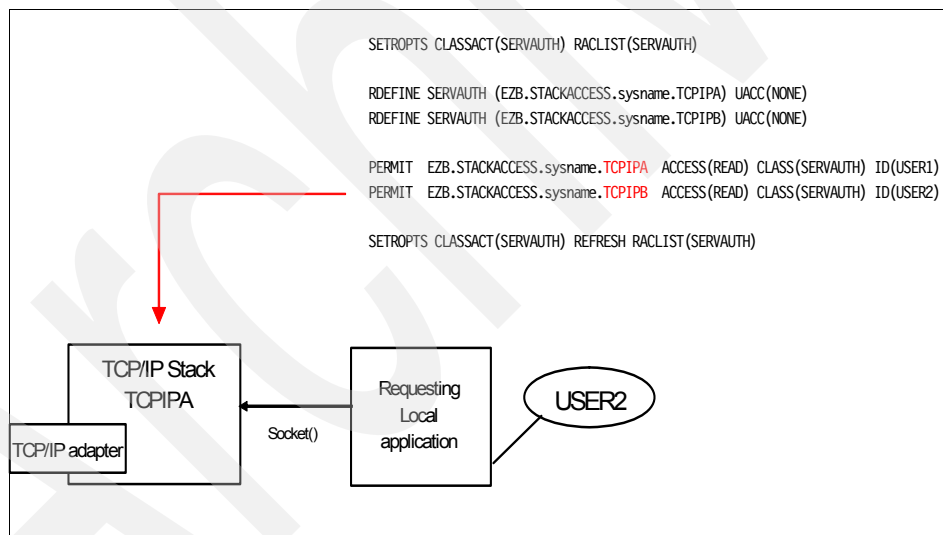 SETROPTS CLASSACT(SERVAUTH) RACLIST(SERVAUTH)
RDEFINE SERVAUTH (EZB.STACKACCESS.sysname.TCPIPA) UACC(NONE)
RDEFINE SERVAUTH (EZB.STACKACCESS.sysname.TCPIPB) UACC(NONE)
PERMIT EZB.STACKACCESS.sysname.TCPIPA ACCESS(READ) CLASS(SERVAUTH) ID(USER1)
PERMIT EZB.STACKACCESS.sysname.TCPIPB ACCESS(READ) CLASS(SERVAUTH) ID(USER2)
SETROPTS CLASSACT(SERVAUTH) REFRESH RACLIST(SERVAUTH)
TCP/IP Stack
TCPIPA
TCP/IP adapter
Socket()
Requesting
Local
application
USER2